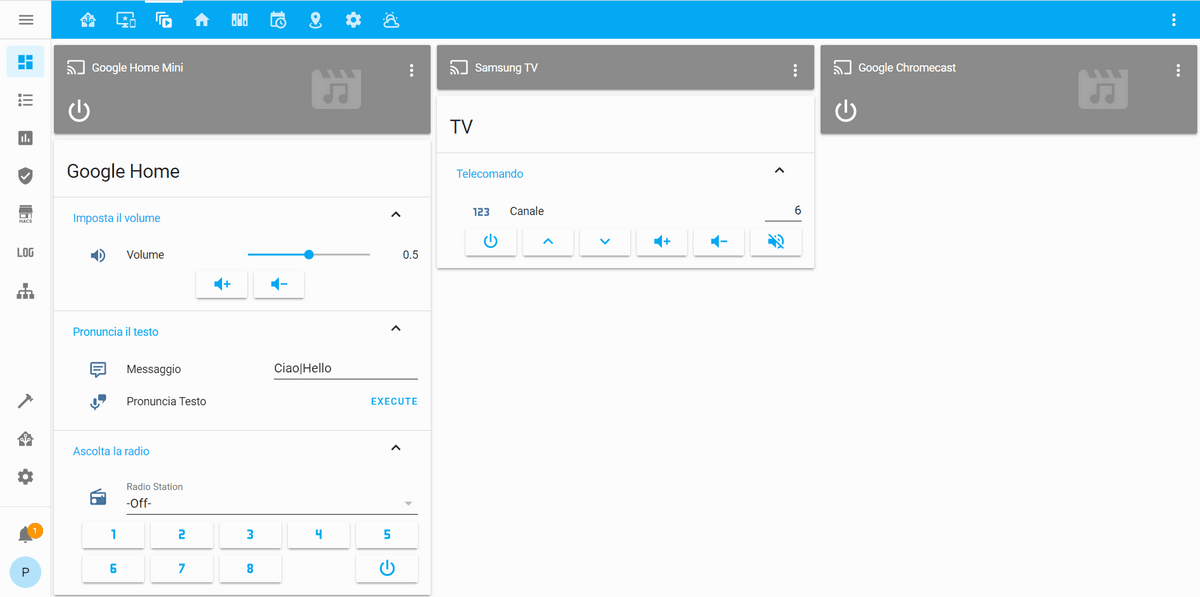 Google Home Mini
Samsung TV
Google Chromecast
HACS
LOG
1
P
Google Home
Imposta il volume
Volume
0.5
Pronuncia il testo
Messaggio
Ciao|Hello
Pronuncia Testo
EXECUTE
Ascolta la radio
Radio Station
-Off-
1 2 3 4 5
6 7 8
TV
Telecomando
123 Canale 6